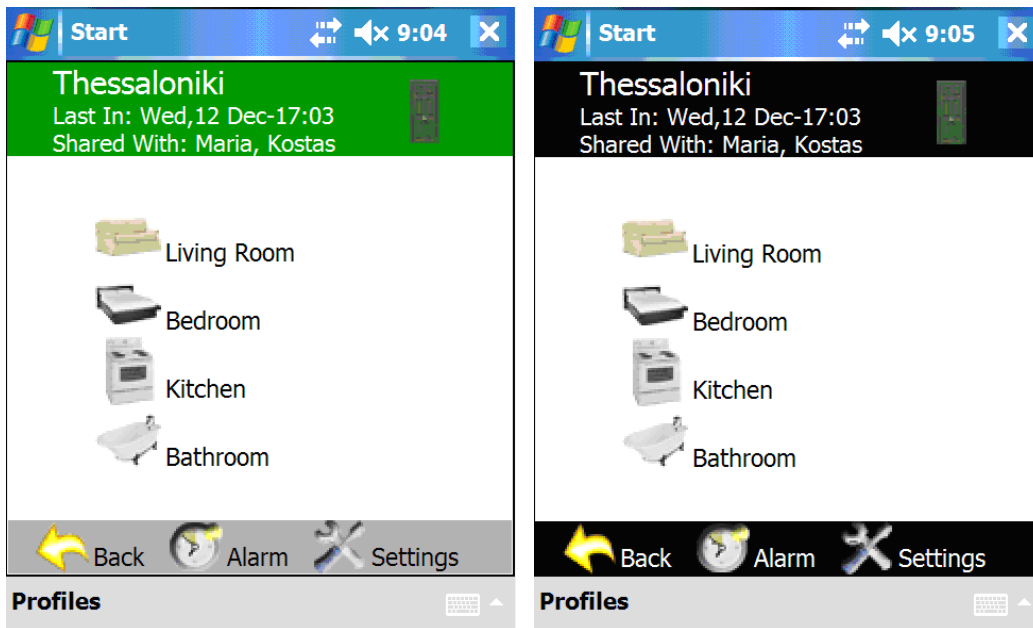 Start 9:04
Thessaloniki
Last In: Wed,12 Dec-17:03
Shared With: Maria, Kostas
Living Room
Bedroom
Kitchen
Bathroom
Back Alarm Settings
Profiles
Start 9:05
Thessaloniki
Last In: Wed,12 Dec-17:03
Shared With: Maria, Kostas
Living Room
Bedroom
Kitchen
Bathroom
Back Alarm Settings
Profiles